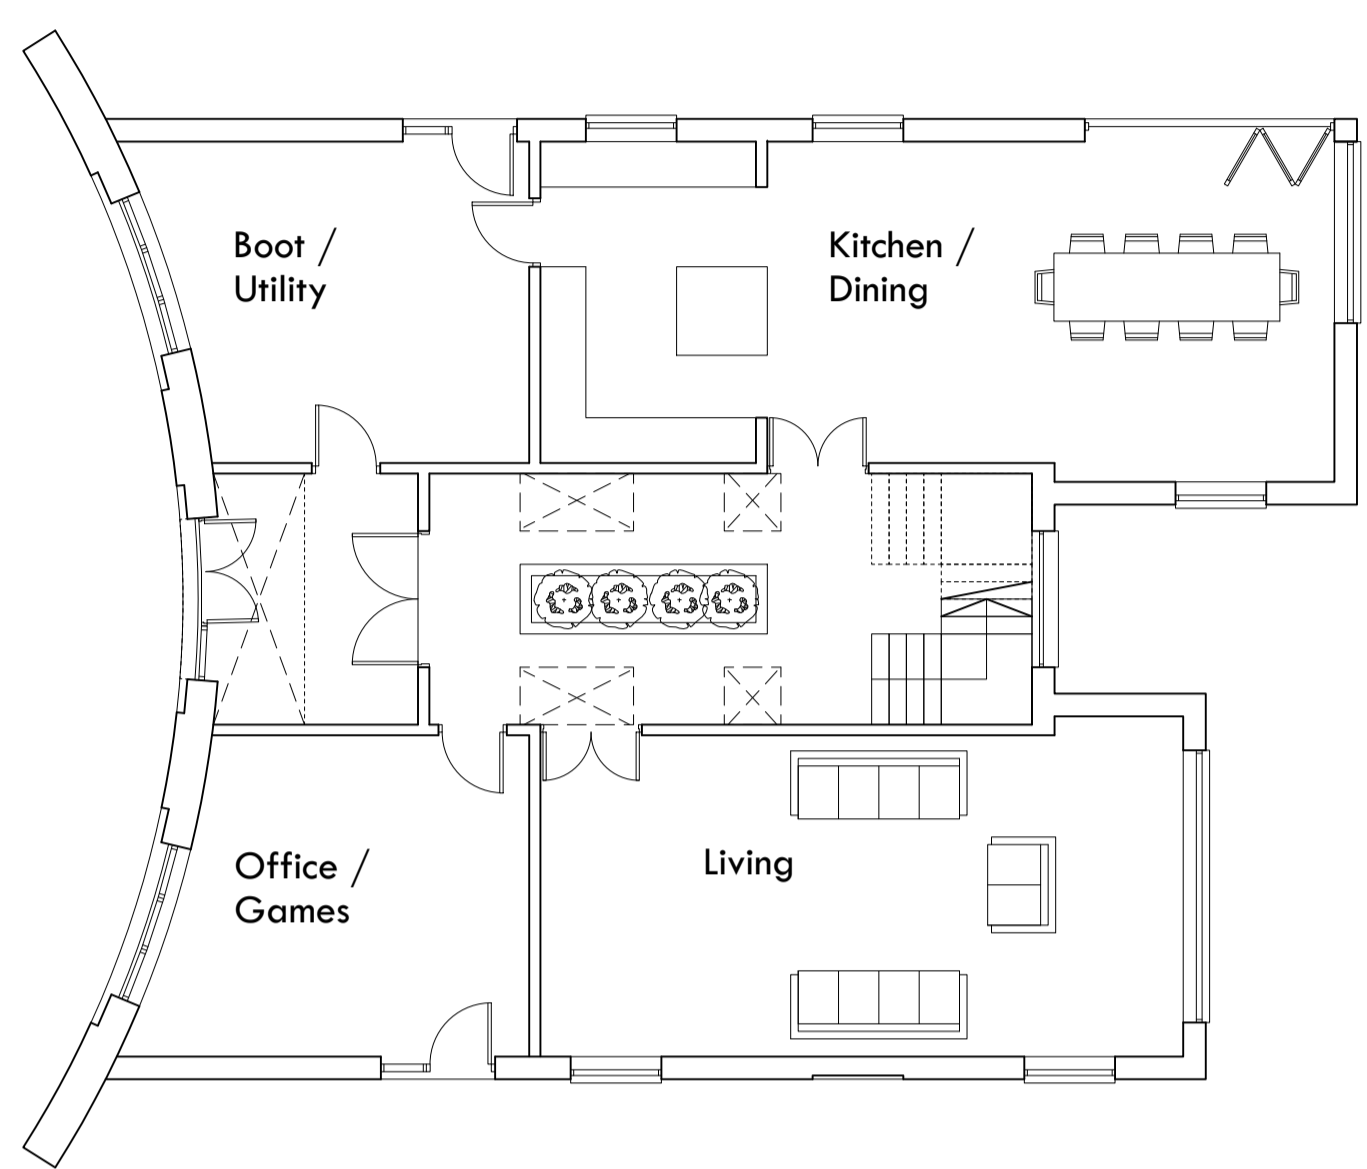 Boot /
Utility
Kitchen /
Dining
Living
Office /
Games